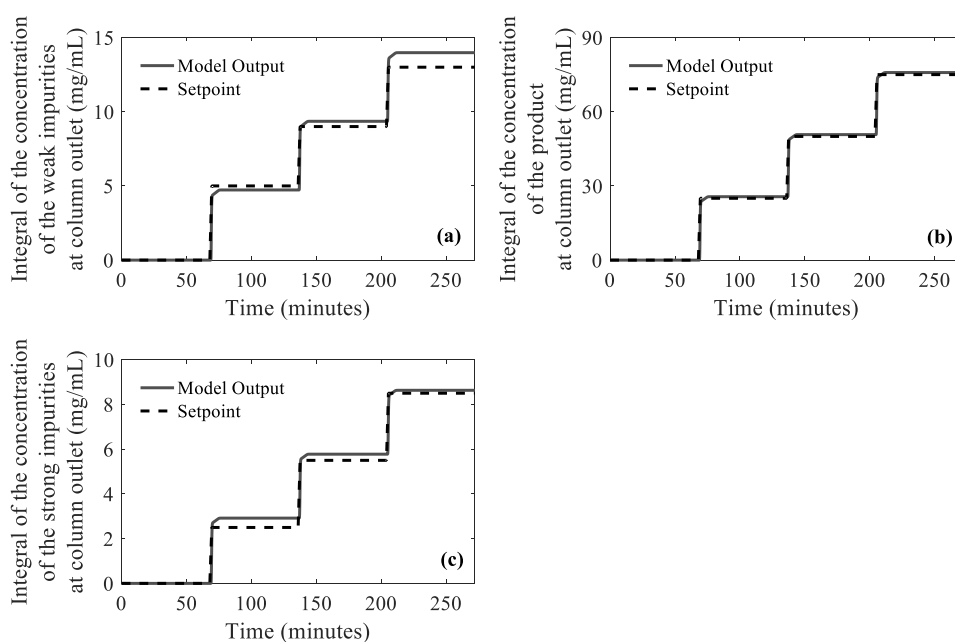 Integral of the concentration
of the weak impurities
at column outlet (mg/mL)
15
10
5
0
Model Output
Setpoint
(a)
0 50 100 150 200 250
Time (minutes)
Integral of the concentration
of the product
at column outlet (mg/mL)
90
60
30
0
Model Output
Setpoint
(b)
0 50 100 150 200 250
Time (minutes)
Integral of the concentration
of the strong impurities
at column outlet (mg/mL)
10
8
6
4
2
0
Model Output
Setpoint
(c)
0 50 100 150 200 250
Time (minutes)